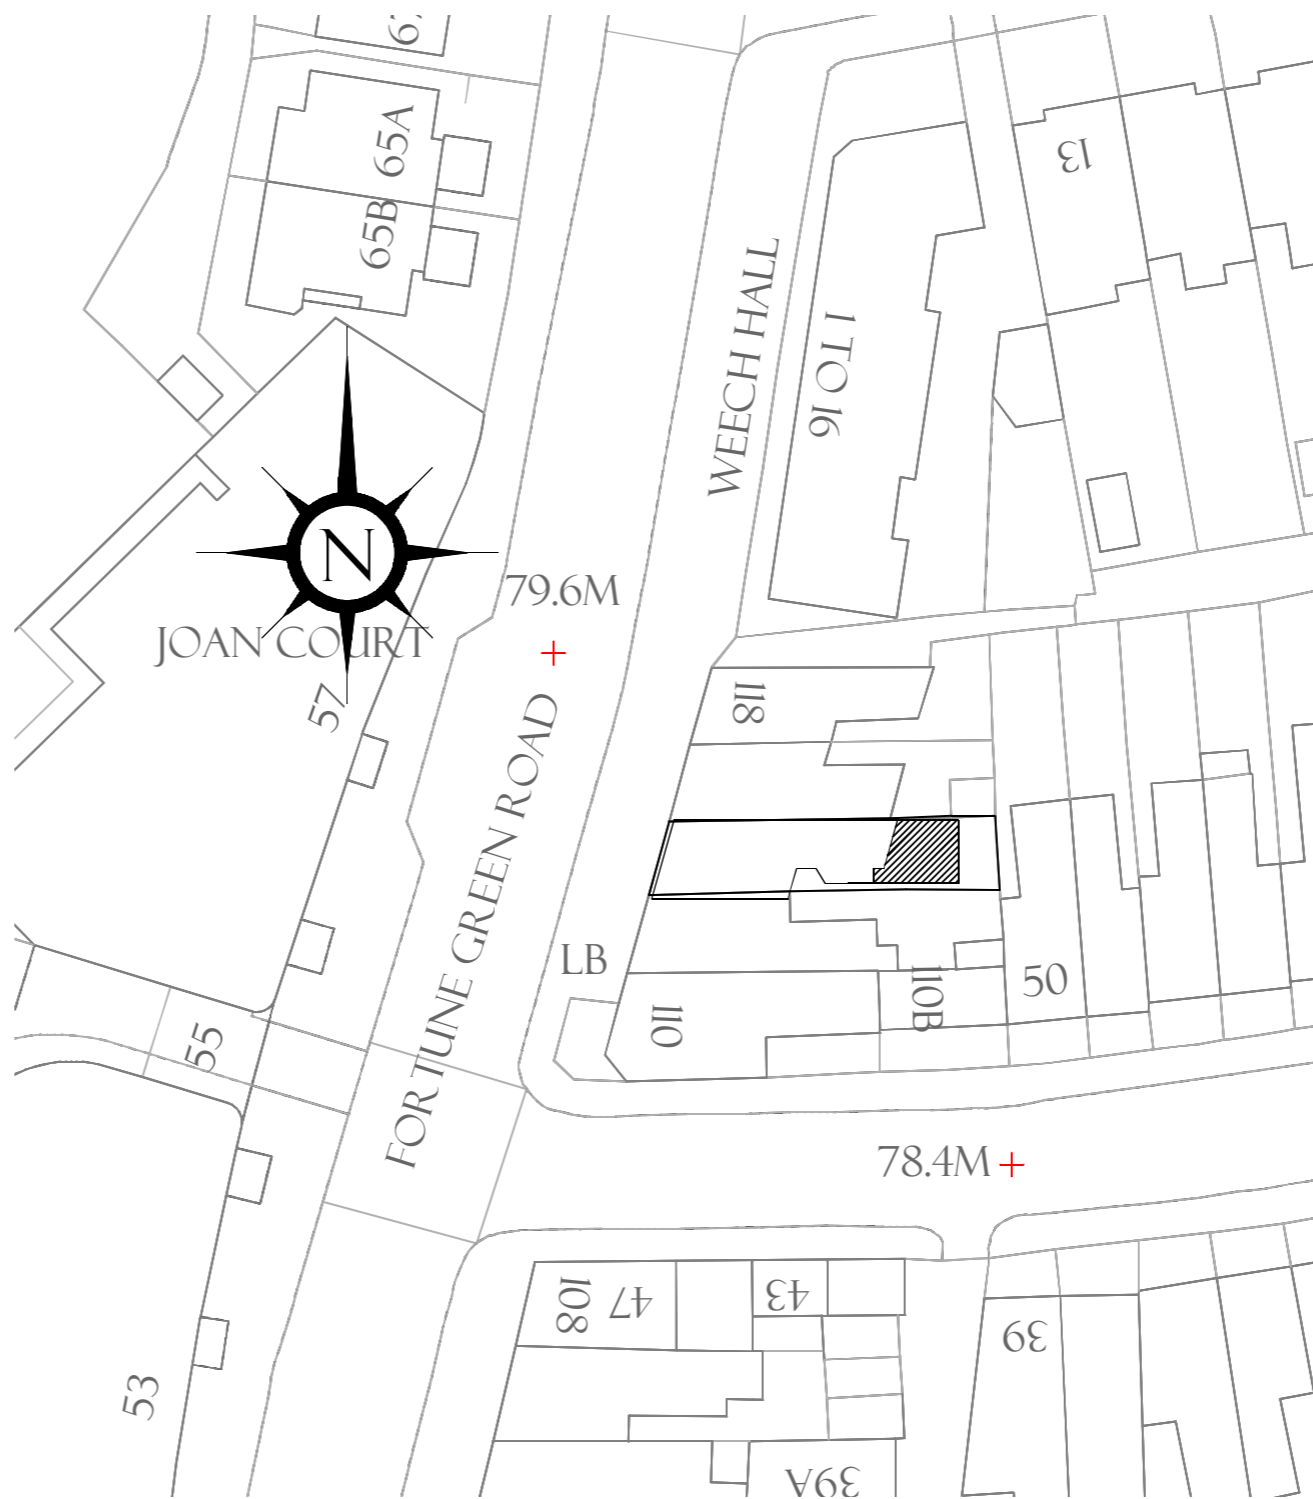 65A
13
65B
WEECH HALL
1 TO 16
N
79.6M
JOAN COURT
57
118
FORTUNE GREEN ROAD
LB
50
110B
110
55
78.4M
108
47
43
39
53
39A